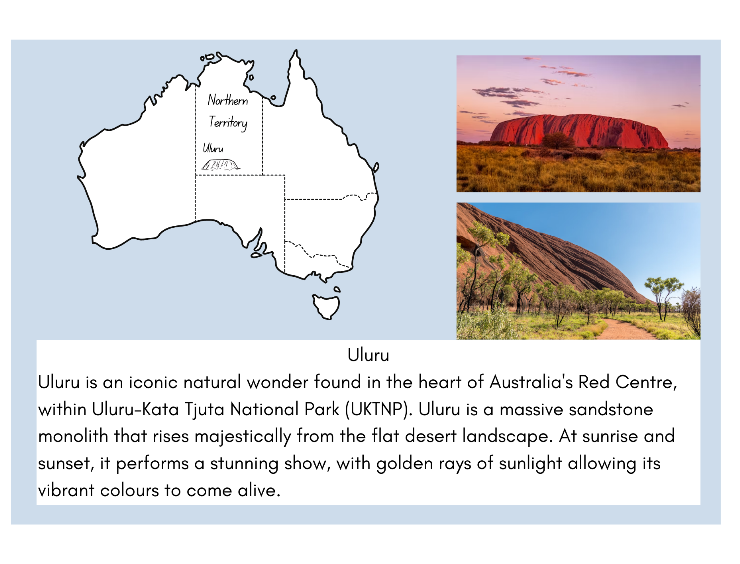 Northern
Territory
Uluru
Uluru
Uluru is an iconic natural wonder found in the heart of Australia's Red Centre,
within Uluru-Kata Tjuta National Park (UKTNP). Uluru is a massive sandstone
monolith that rises majestically from the flat desert landscape. At sunrise and
sunset, it performs a stunning show, with golden rays of sunlight allowing its
vibrant colours to come alive.